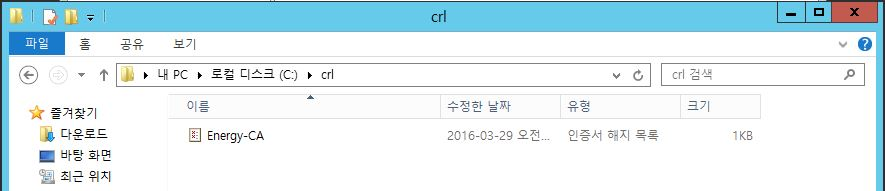 crl
파일 홈 공유 보기
내 PC 로컬 디스크 (C:) crl crl 검색
즐겨찾기 이름 수정한 날짜 유형 크기
다운로드 Energy-CA 2016-03-29 오전... 인증서 해지 목록 1KB
바탕 화면
최근 위치